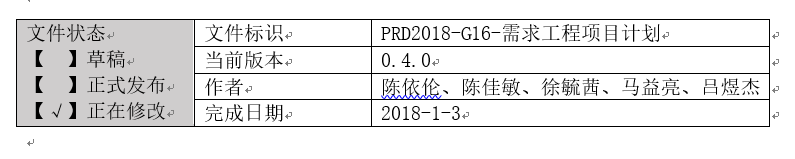 文件状态
【 】草稿
【 】正式发布
【√】正在修改
文件标识 PRD2018-G16-需求工程项目计划
当前版本 0.4.0
作者 陈依伦、陈佳敏、徐毓茜、马益亮、吕煜杰
完成日期 2018-1-3